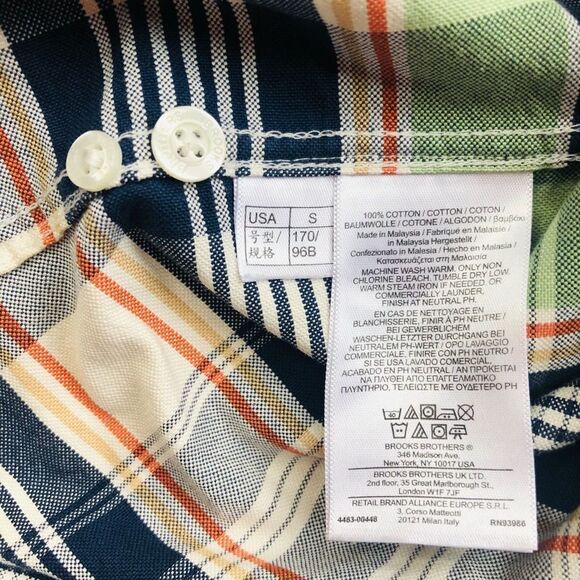 USA S
号型/ 170/
规格 96B
100% COTTON / COTTON / COTON /
BAUMWOLLE / COTONE / ALGODON / βαμβάκι
Made in Malaysia / Fabriqué en Malaisie /
in Malaysia Hergestellt /
Confezionato in Malesia / Hecho en Malasia /
Κατασκευάζεται στη Μαλαισία
MACHINE WASH WARM. ONLY NON
CHLORINE BLEACH. TUMBLE DRY LOW.
WARM STEAM IRON IF NEEDED. OR
COMMERCIALLY LAUNDER,
FINISH AT NEUTRAL PH.
EN CAS DE NETTOYAGE EN
BLANCHISSERIE, FINIR À PH NEUTRE /
BEI GEWERBLICHEM
WASCHEN-LETZTER DURCHGANG BEI
NEUTRALEM PH-WERT / OPO LAVAGGIO
COMMERCIALE, FINIRE CON PH NEUTRO /
SI SE USA LAVADO COMERCIAL,
ACABADO CON PH NEUTRO /
Η ΠΡΟΚΕΙΤΑΙ ΓΙΑ ΕΠΑΓΓΕΛΜΑΤΙΚΟ
ΠΛΥΝΤΗΡΙΟ, ΤΕΛΕΙΩΣΤΕ ΜΕ ΟΥΔΕΤΕΡΟ PH
40
BROOKS BROTHERS ®
346 Madison Ave.
New York, NY 10017 USA
BROOKS BROTHERS UK LTD.
2nd floor, 35 Great Marlborough St.,
London W1F 7JF
RETAIL BRAND ALLIANCE EUROPE S.R.L.
3, Corso Matteotti
4483-00448 20121 Milan Italy RN93986